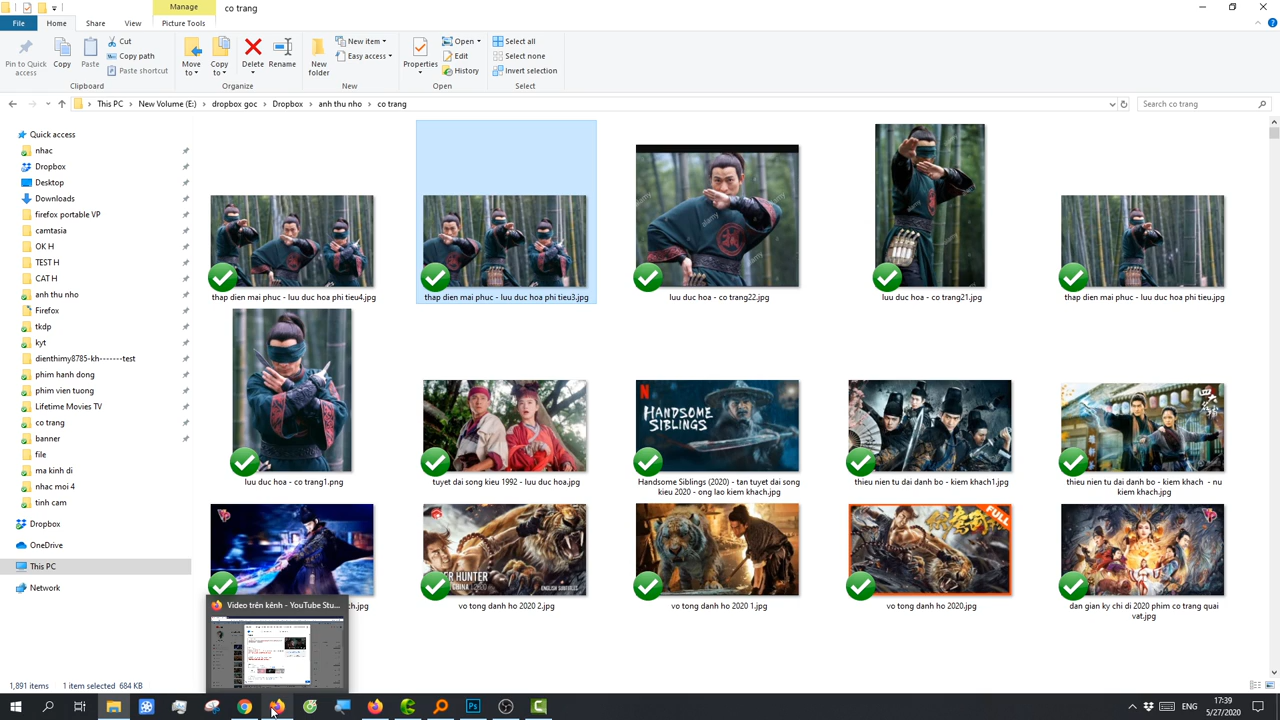 Manage
co trang
File
Home
Share
View
Picture Tools
Pin to Quick access
Copy
Paste
Cut
Copy path
Paste shortcut
Clipboard
Move to
Copy to
Delete
Rename
Organize
New folder
New item
Easy access
New
Properties
Open
Edit
History
Open
Select all
Select none
Invert selection
Select
This PC
New Volume (E:)
dropbox goc
Dropbox
anh thu nho
co trang
Search co trang
Quick access
nhac
Dropbox
Desktop
Downloads
firefox portable VP
camtasia
OK H
TEST H
CAT H
anh thu nho
Firefox
tkdp
kyt
dienthimy8785-kh-------test
phim hanh dong
phim vien tuong
Lifetime Movies TV
co trang
banner
file
ma kinh di
nhac moi 4
tinh cam
Dropbox
OneDrive
This PC
Network
thap dien mai phuc - luu duc hoa phi tieu4.jpg
thap dien mai phuc - luu duc hoa phi tieu3.jpg
luu duc hoa - co trang22.jpg
luu duc hoa - co trang21.jpg
thap dien mai phuc - luu duc hoa phi tieu.jpg
alamy
luu duc hoa - co trang1.png
tuyet dai song kieu 1992 - luu duc hoa.jpg
HANDSOME
SIBLINGS
Handsome Siblings (2020) - tan tuyet dai song
kieu 2020 - ong lao kiem khach.jpg
thieu nien tu dai danh bo - kiem khach1.jpg
thieu nien tu dai danh bo - kiem khach - nu
kiem khach.jpg
FULL
HUNTER
ENGLISH SUBTITLES
vo tong danh ho 2020 2.jpg
vo tong danh ho 2020 1.jpg
vo tong danh ho 2020.jpg
dan gian ky chi di 2020 phim co trang quai
vat.jpg
Video trên kênh - YouTube Stu...
1 item selected 684 KB
ENG
17:39
5/27/2020